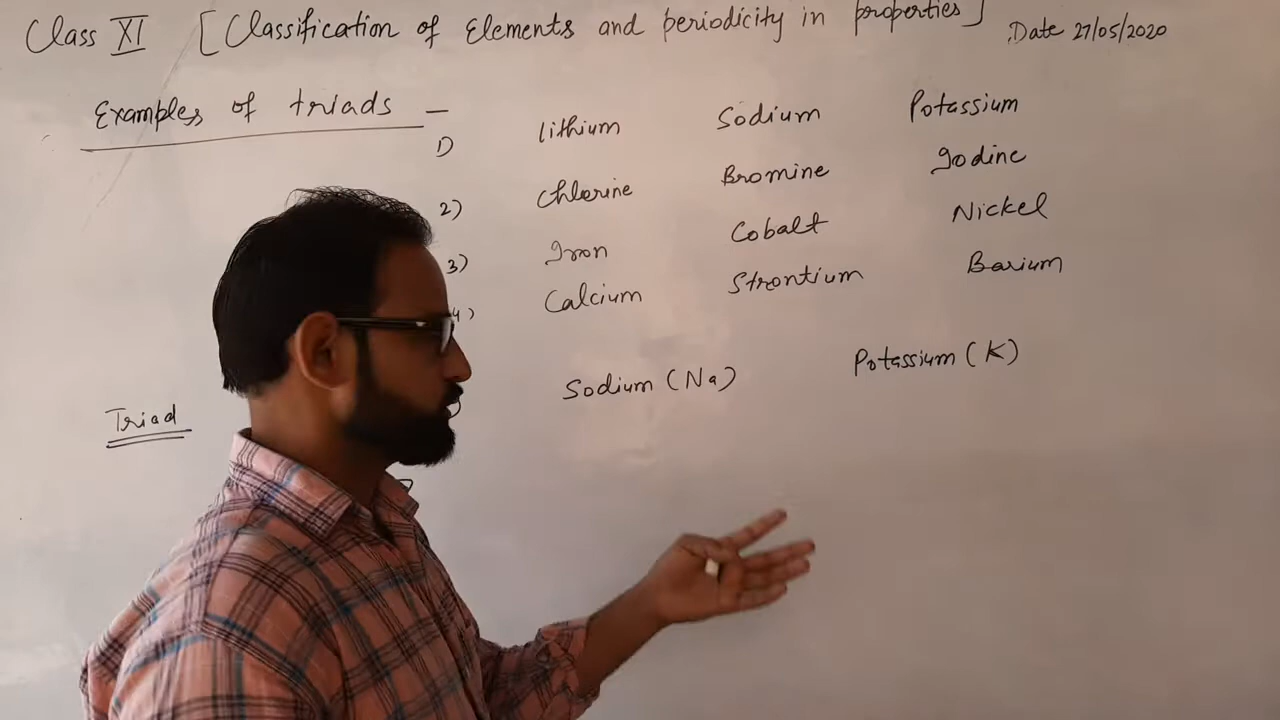 Class XI [Classification of Elements and periodicity in properties] Date 27/05/2020
Examples of triads –
1) Lithium Sodium Potassium
2) Chlorine Bromine Iodine
3) Iron Cobalt Nickel
4) Calcium Strontium Barium
Triad Sodium (Na) Potassium (K)